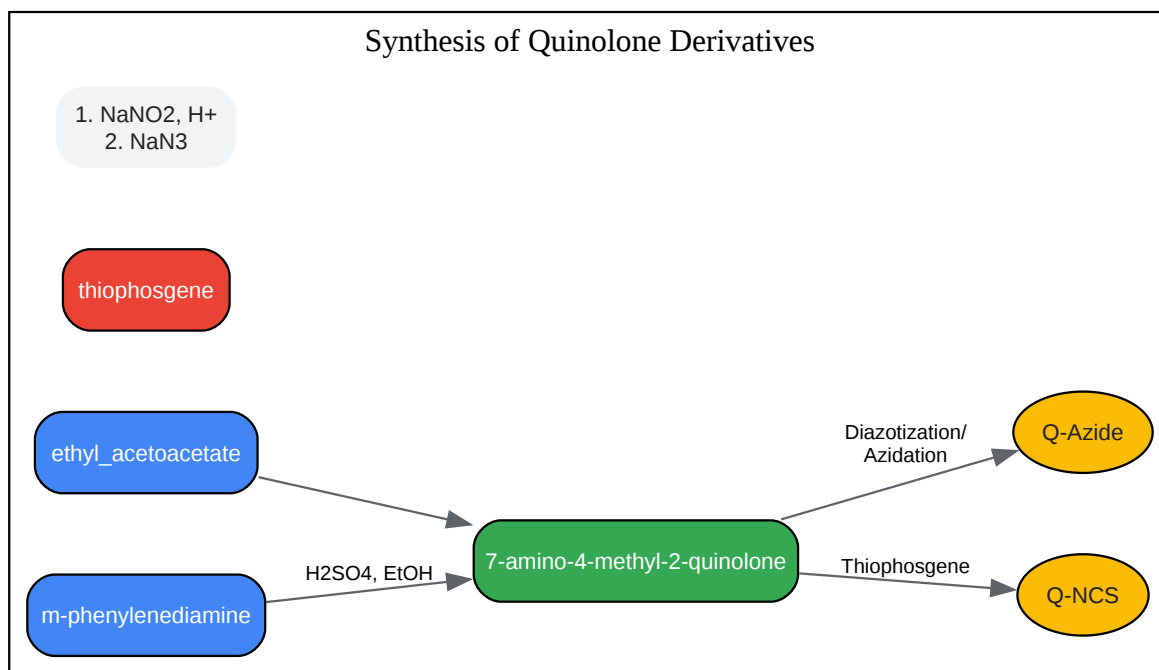 Synthesis of Quinolone Derivatives
1. NaNO2, H+
2. NaN3
thiophosgene
ethyl_acetoacetate
m-phenylenediamine
H2SO4, EtOH
7-amino-4-methyl-2-quinolone
Diazotization/
Azidation
Thiophosgene
Q-Azide
Q-NCS